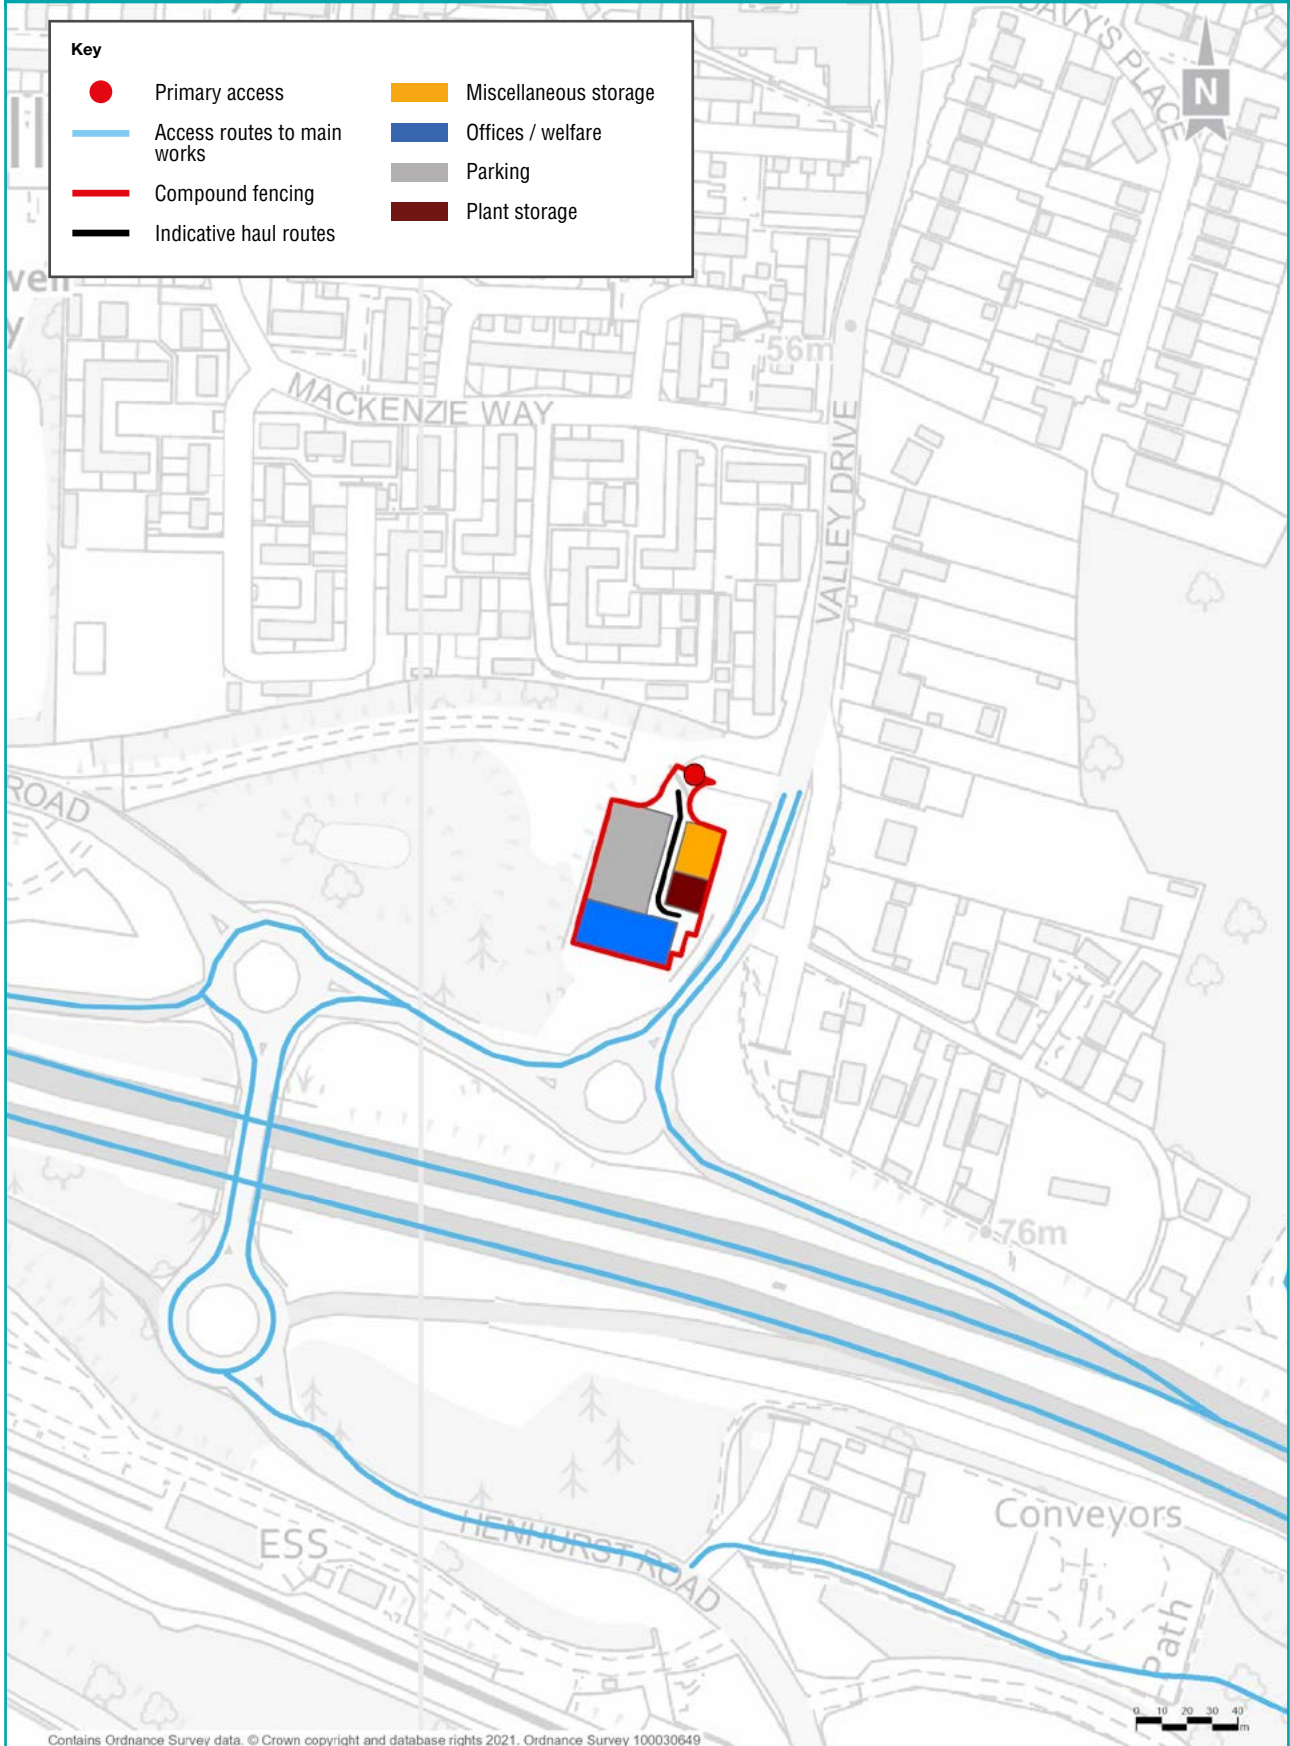 Key
Primary access
Access routes to main
works
Compound fencing
Indicative haul routes
Miscellaneous storage
Offices / welfare
Parking
Plant storage
DAVY'S PLACE
N
56m
MACKENZIE WAY
VALLEY DRIVE
ROAD
76m
Conveyors
ESS
HENHURST ROAD
Path
0 10 20 30 40
m
Contains Ordnance Survey data. © Crown copyright and database rights 2021. Ordnance Survey 100030649